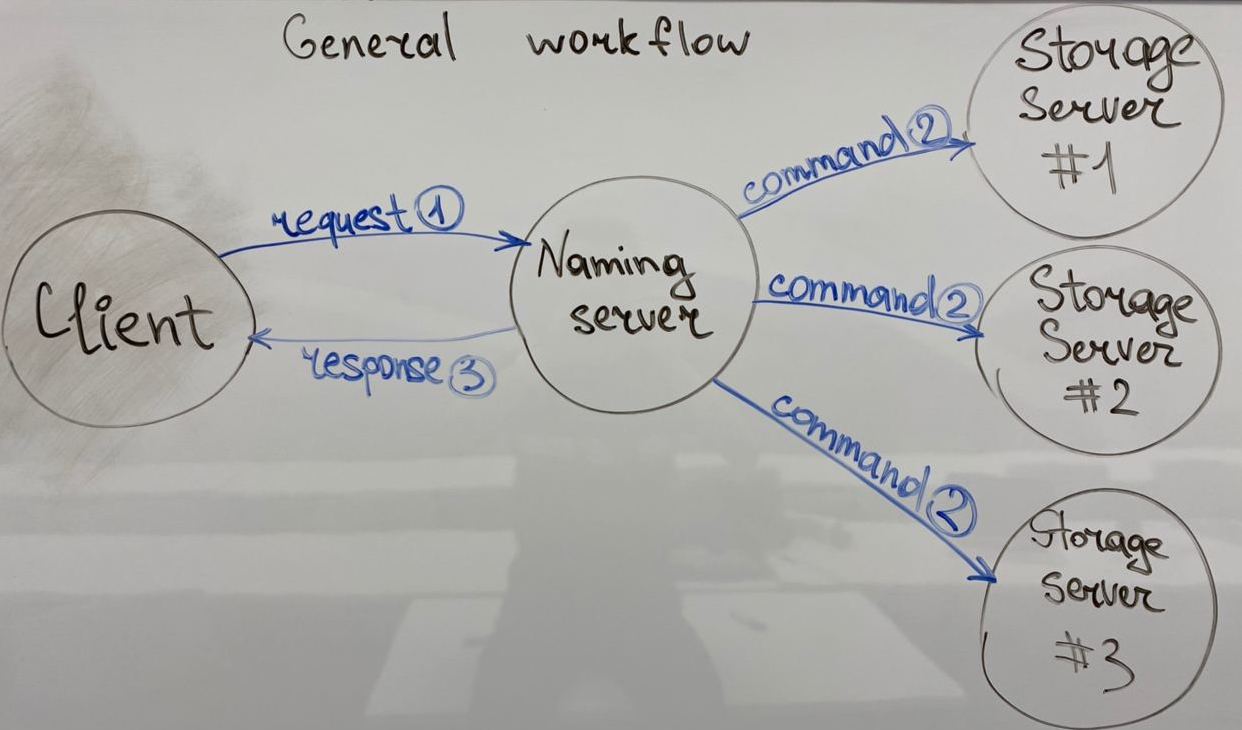 General workflow
Client
request 1
response 3
Naming
server
command 2
command 2
command 2
Storage
Server
#1
Storage
Server
#2
Storage
server
#3